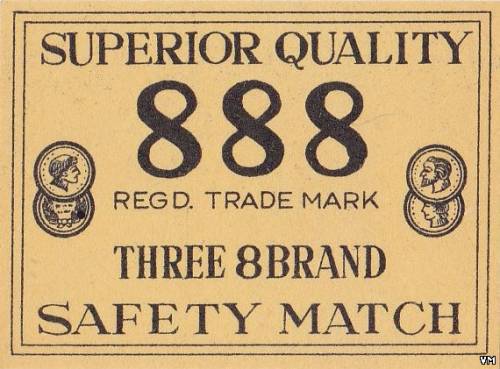 SUPERIOR QUALITY
888
REGD. TRADE MARK
THREE 8 BRAND
SAFETY MATCH
VM